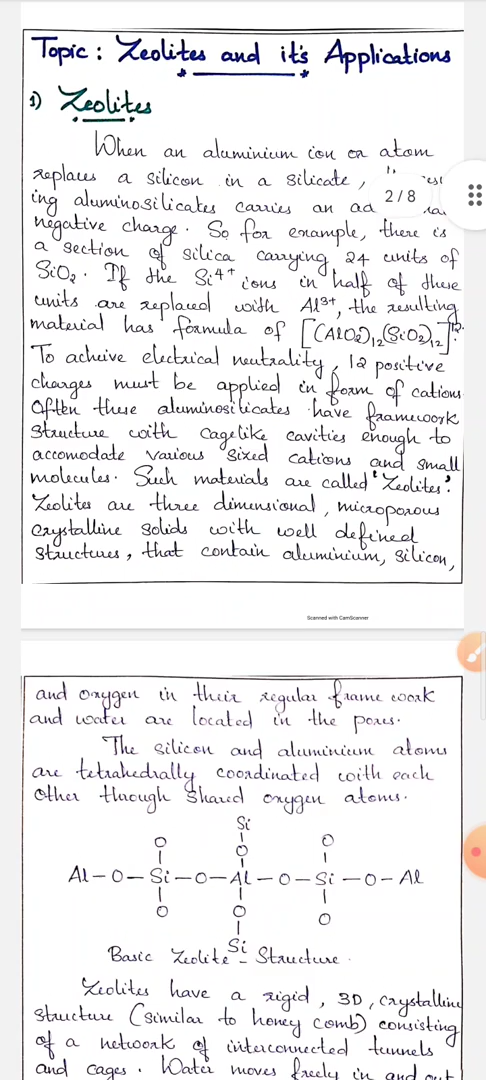 Topic: Zeolites and it's Applications
1) Zeolites
When an aluminium ion or atom
replaces a silicon in a silicate,
ing aluminosilicates carries an
2/8
negative charge. So for example, there is
a section of silica carrying 24 units of
SiO2. If the Si4+ ions in half of these
units are replaced with Al3+, the resulting
material has formula of [(AlO2)12(SiO2)12]12-.
To acheive electrical neutrality, 12 positive
charges must be applied in form of cations.
Often these aluminosilicates have framework
structure with cagelike cavities enough to
accomodate various sized cations and small
molecules. Such materials are called 'Zeolites'.
Zeolites are three dimensional, microporous
crystalline solids with well defined
structures, that contain aluminium, silicon,
Scanned with CamScanner
and oxygen in their regular frame work
and water are located in the pores.
The silicon and aluminium atoms
are tetrahedrally coordinated with each
other through shared oxygen atoms.
Si
O O O
Al-O-Si-O-Al-O-Si-O-Al
O O O
Si
Basic Zeolite - Structure.
Zeolites have a rigid, 3D, crystalline
structure (similar to honey comb) consisting
of a network of interconnected tunnels
and cages. Water moves freely in and out